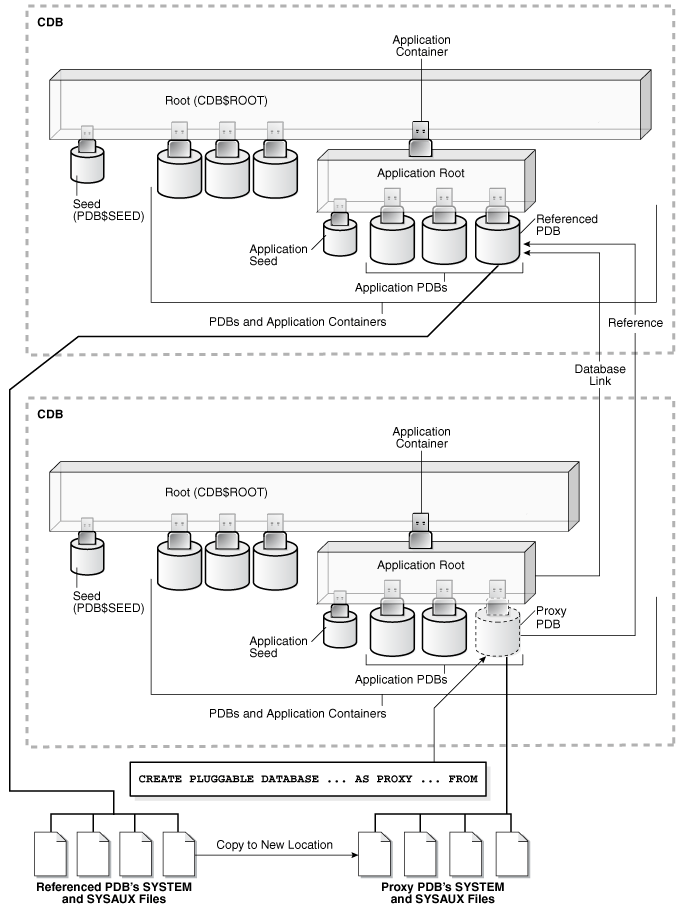 CDB
Application
Container
Root (CDB$ROOT)
Application Root
Seed
(PDB$SEED)
Referenced
PDB
Application
Seed
Application PDBs
PDBs and Application Containers
Reference
Database
Link
CDB
Application
Container
Root (CDB$ROOT)
Application Root
Seed
(PDB$SEED)
Proxy
PDB
Application
Seed
Application PDBs
PDBs and Application Containers
CREATE PLUGGABLE DATABASE ... AS PROXY ... FROM
Copy to New Location
Referenced PDB's SYSTEM
and SYSAUX Files
Proxy PDB's SYSTEM
and SYSAUX Files